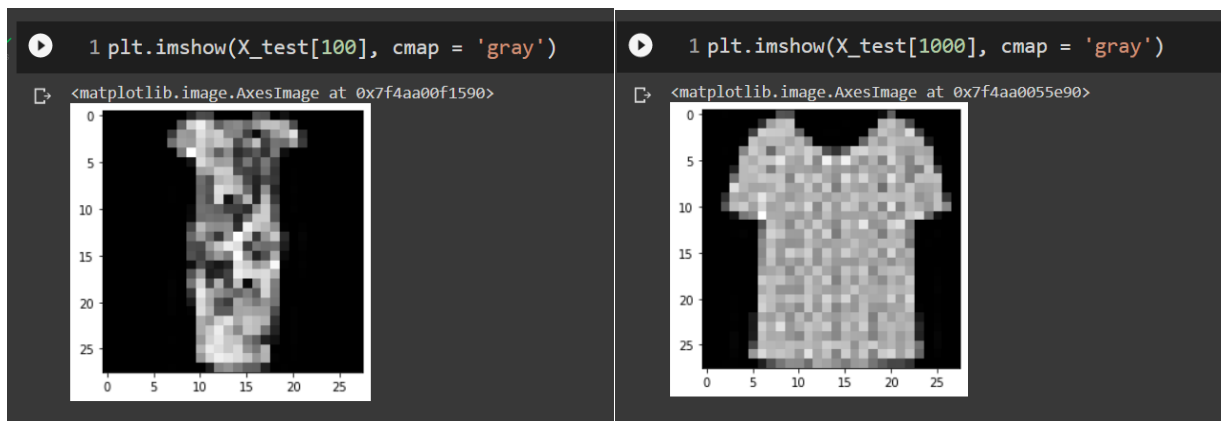 1 plt.imshow(X_test[100], cmap = 'gray')
<matplotlib.image.AxesImage at 0x7f4aa00f1590>
0
5
10
15
20
25
0 5 10 15 20 25
1 plt.imshow(X_test[1000], cmap = 'gray')
<matplotlib.image.AxesImage at 0x7f4aa0055e90>
0
5
10
15
20
25
0 5 10 15 20 25